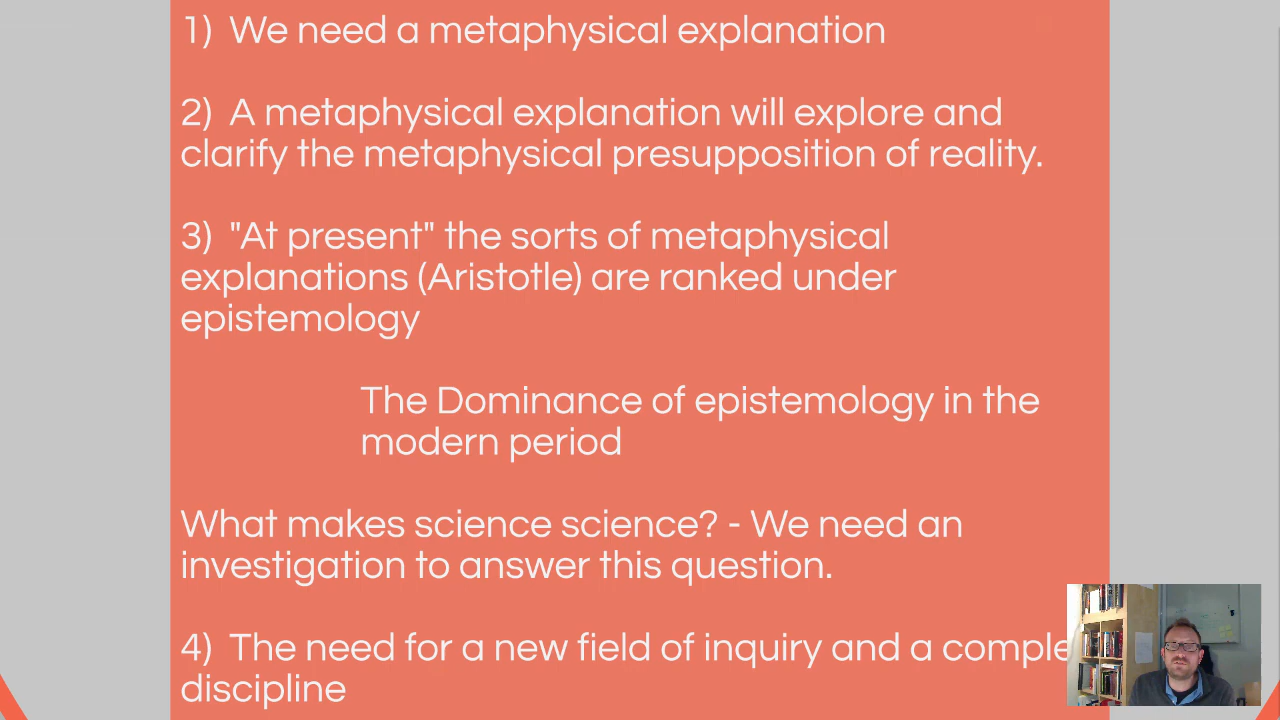 1)  We need a metaphysical explanation
2)  A metaphysical explanation will explore and
clarify the metaphysical presupposition of reality.
3)  "At present" the sorts of metaphysical
explanations (Aristotle) are ranked under
epistemology
The Dominance of epistemology in the
modern period
What makes science science? - We need an
investigation to answer this question.
4)  The need for a new field of inquiry and a
discipline